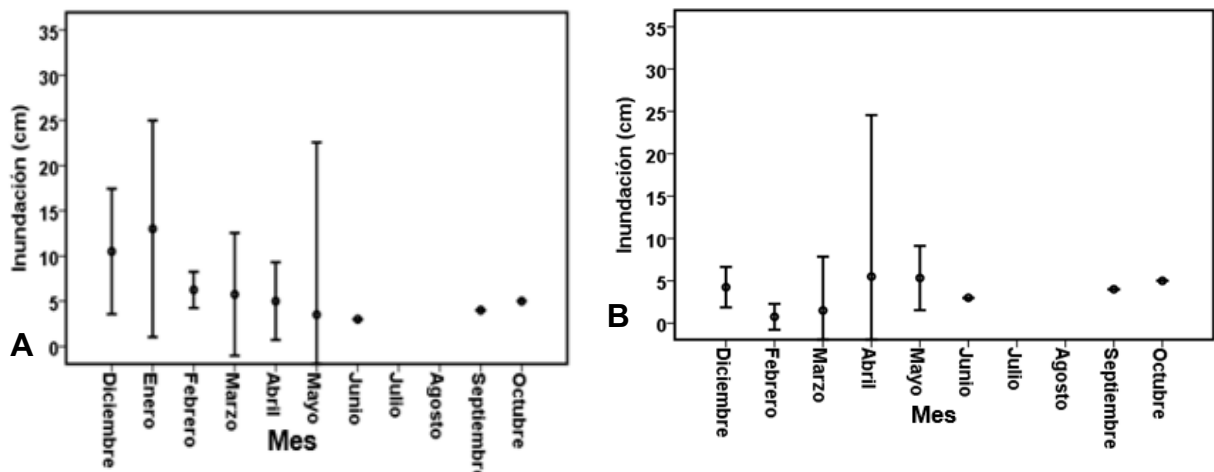 A
Inundación (cm)
35
30
25
20
15
10
5
0
Diciembre
Enero
Febrero
Marzo
Abril
Mayo
Junio
Julio
Agosto
Septiembre
Octubre
Mes
B
Inundación (cm)
35
30
25
20
15
10
5
0
Diciembre
Febrero
Marzo
Abril
Mayo
Junio
Julio
Agosto
Septiembre
Octubre
Mes